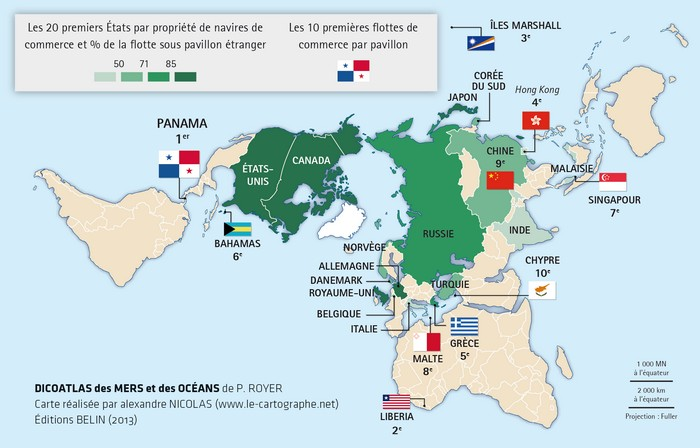 Les 20 premiers États par propriété de navires de
commerce et % de la flotte sous pavillon étranger
50 71 85
Les 10 premières flottes de
commerce par pavillon
ÎLES MARSHALL
3e
CORÉE
DU SUD
JAPON
Hong Kong
4e
PANAMA
1er
CHINE
9e
CANADA
ÉTATS-
UNIS
MALAISIE
SINGAPOUR
7e
BAHAMAS
6e
RUSSIE
INDE
NORVÈGE
ALLEMAGNE
DANEMARK
ROYAUME-UNI
BELGIQUE
ITALIE
TURQUIE
CHYPRE
10e
GRÈCE
5e
MALTE
8e
LIBERIA
2e
DICOATLAS des MERS et des OCÉANS de P. ROYER
Carte réalisée par alexandre NICOLAS (www.le-cartographe.net)
Éditions BELIN (2013)
1 000 MN
à l'équateur
2 000 km
à l'équateur
Projection : Fuller